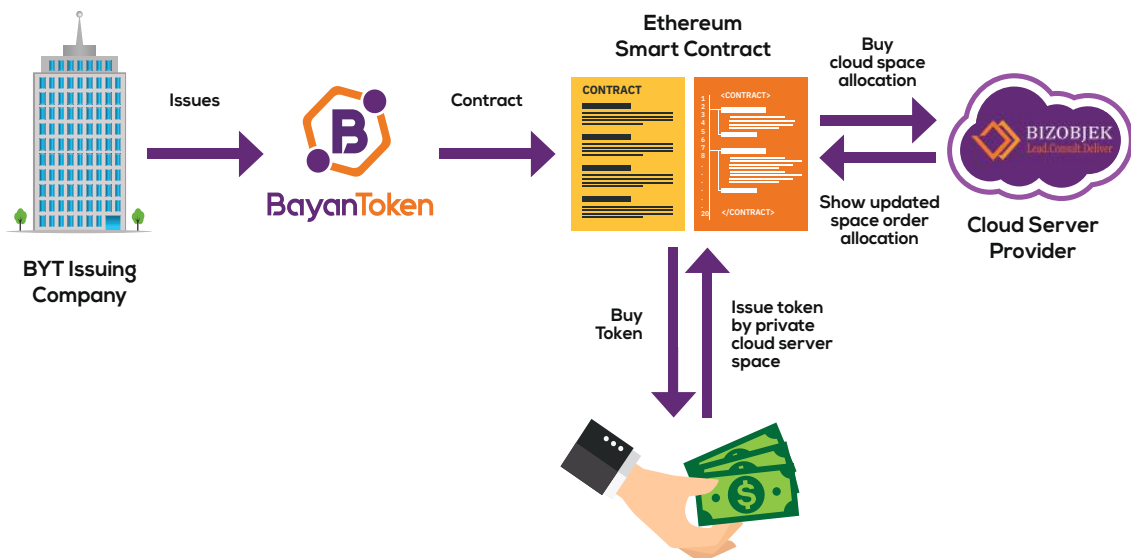 Ethereum
Smart Contract
Issues
Contract
Buy
cloud space
allocation
B
BayanToken
CONTRACT
1
2
3
4
5
6
7
8
20
<CONTRACT>
</CONTRACT>
BIZOBJEK
Lead.Consult.Deliver
Show updated
space order
allocation
Cloud Server
Provider
BYT Issuing
Company
Buy
Token
Issue token
by private
cloud server
space
$